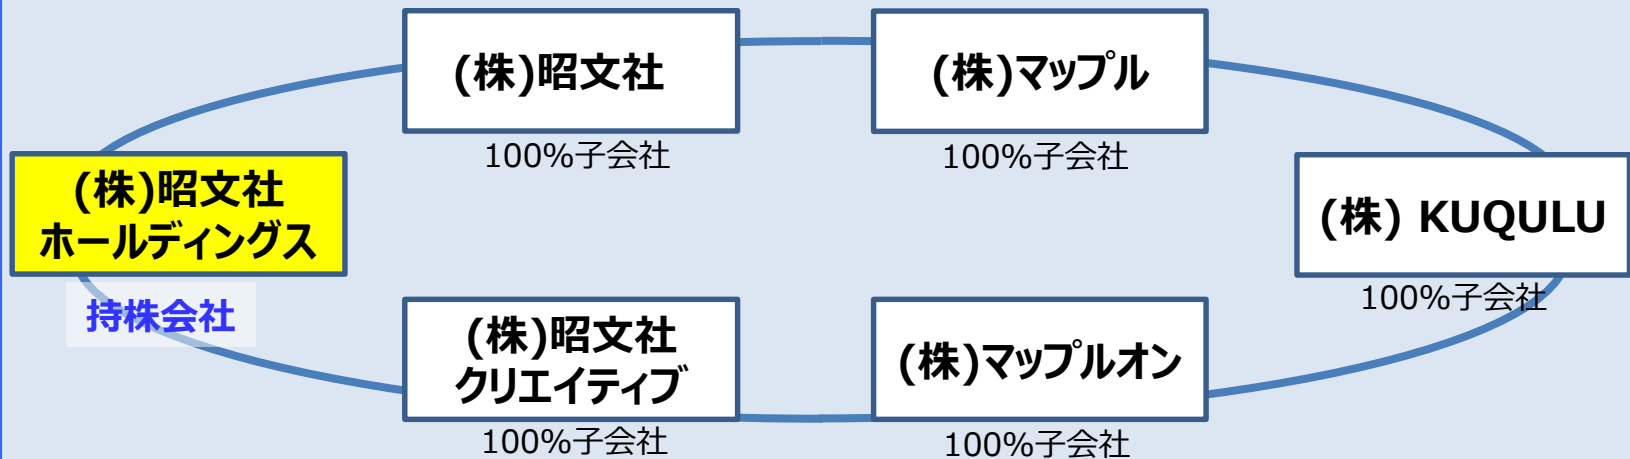 (株)昭文社
100%子会社
(株)マップル
100%子会社
(株)昭文社
ホールディングス
持株会社
(株) KUQULU
100%子会社
(株)昭文社
クリエイティブ
100%子会社
(株)マップルオン
100%子会社